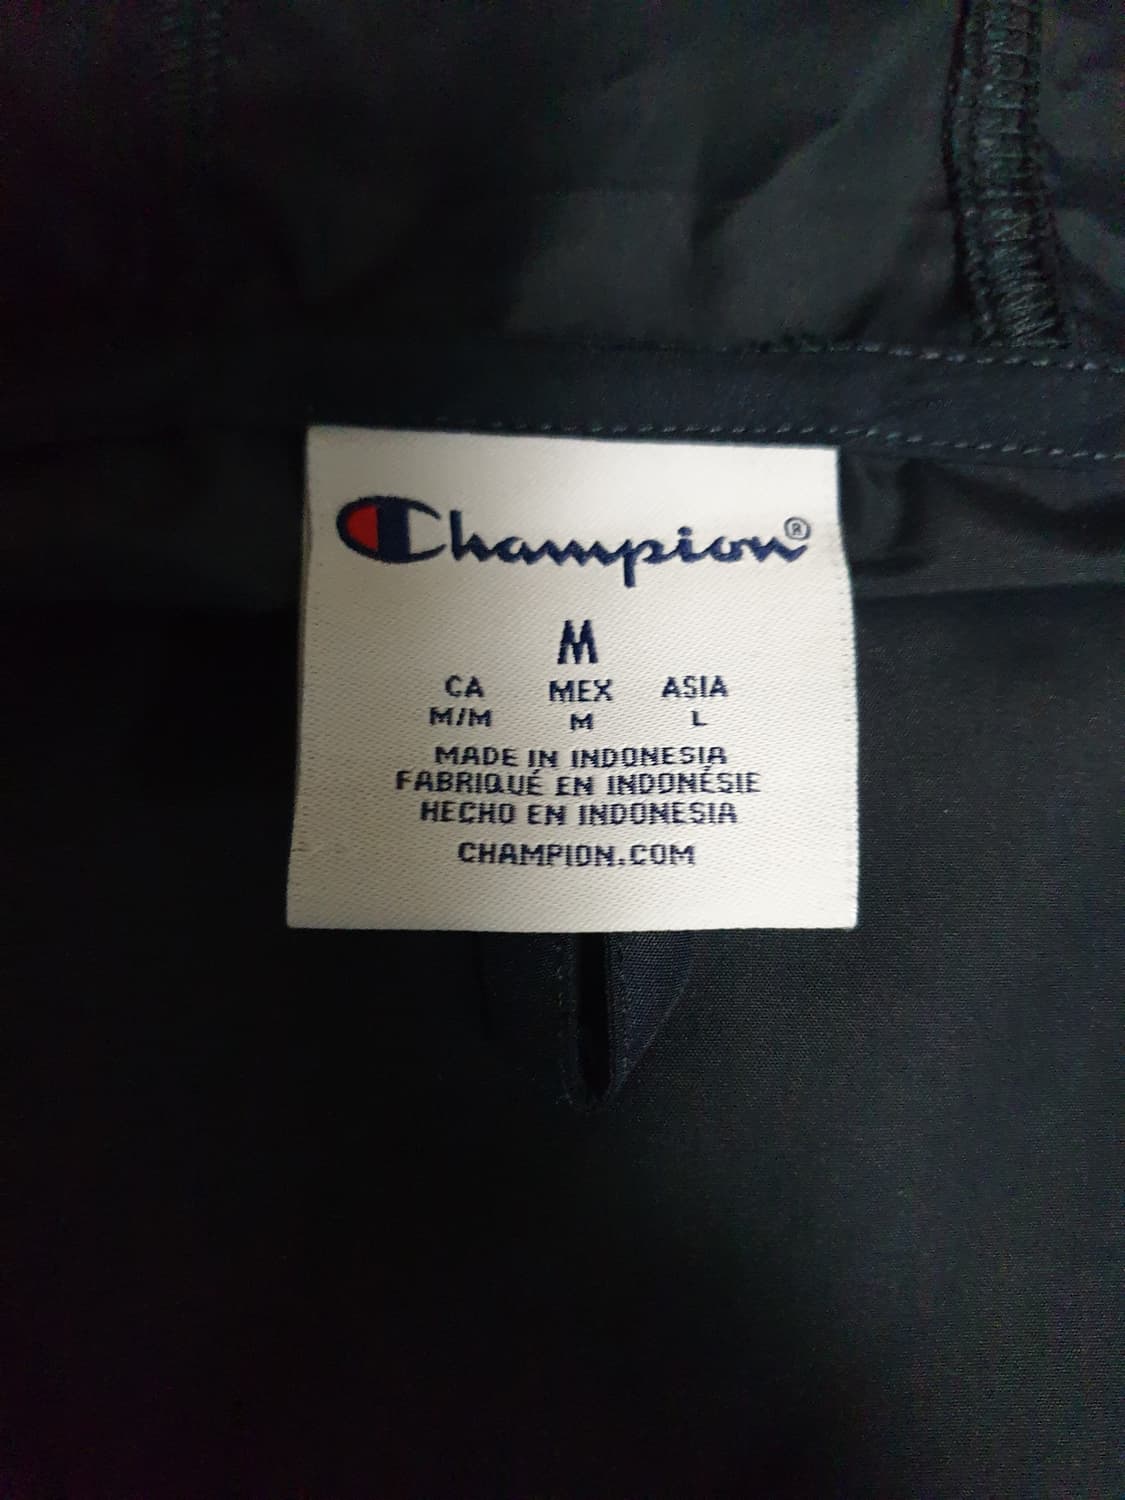 Champion®
M
CA MEX ASIA
M/M M L
MADE IN INDONESIA
FABRIQUÉ EN INDONÉSIE
HECHO EN INDONESIA
CHAMPION.COM